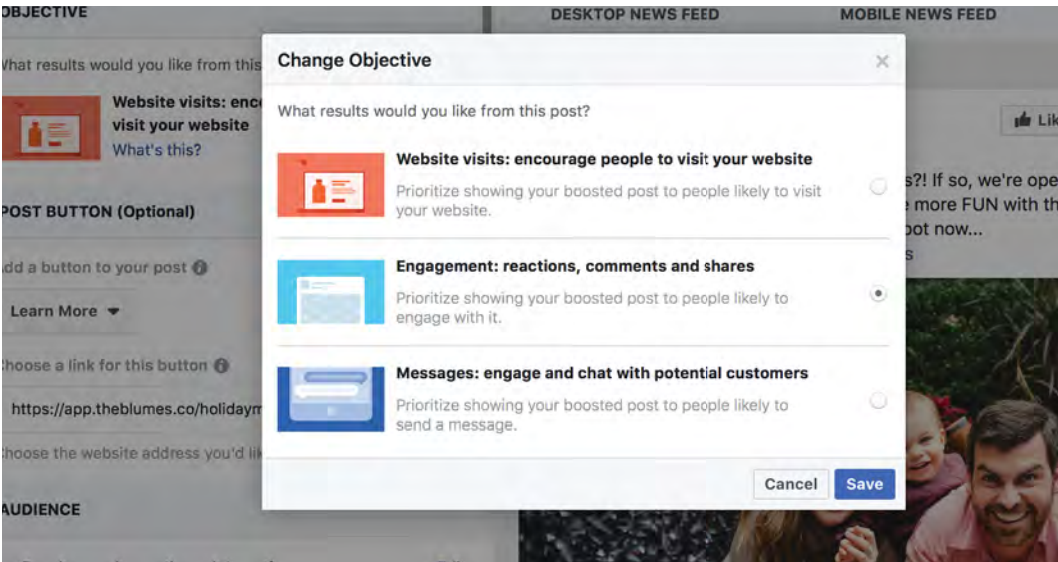 OBJECTIVE
DESKTOP NEWS FEED
MOBILE NEWS FEED
What results would you like from this
Website visits:
visit your website
What's this?
POST BUTTON (Optional)
Add a button to your post
Learn More
Choose a link for this button
https://app.theblumes.co/holidaym
Choose the website address you'd
AUDIENCE
Change Objective
What results would you like from this post?
Website visits: encourage people to visit your website
Prioritize showing your boosted post to people likely to visit
your website.
Engagement: reactions, comments and shares
Prioritize showing your boosted post to people likely to
engage with it.
Messages: engage and chat with potential customers
Prioritize showing your boosted post to people likely to
send a message.
Cancel
Save
If so, we're
more FUN with
now...